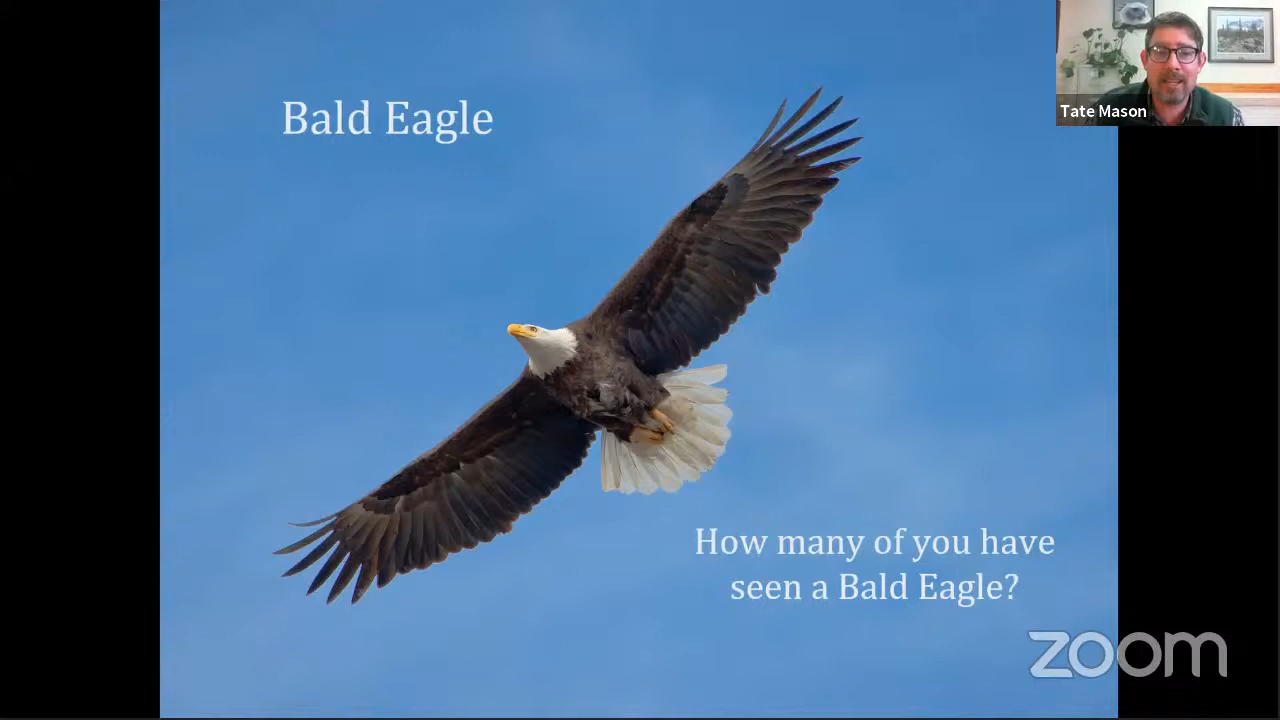 Bald Eagle
Tate Mason
How many of you have
seen a Bald Eagle?
zoom